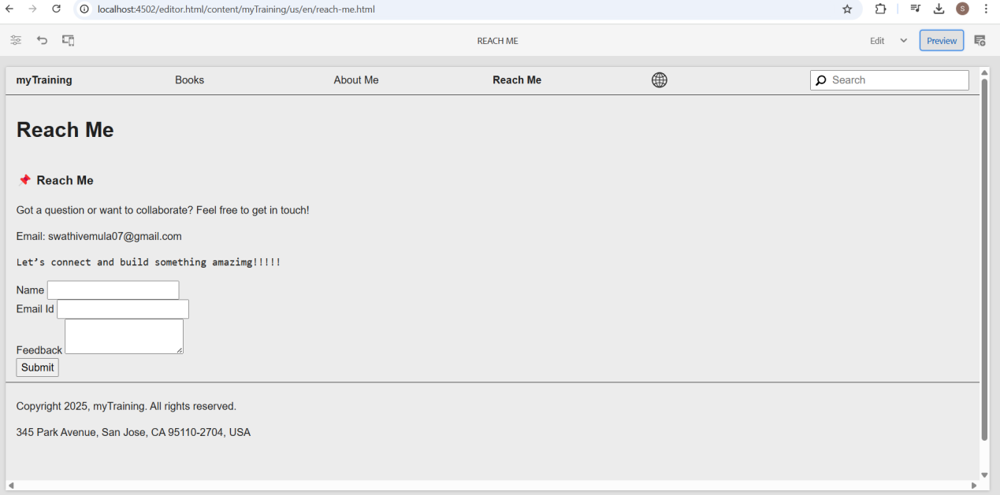 localhost:4502/editor.html/content/myTraining/us/en/reach-me.html
S
REACH ME
Edit
Preview
myTraining Books About Me Reach Me Search
Reach Me
📌 Reach Me
Got a question or want to collaborate? Feel free to get in touch!
Email: swathivemula07@gmail.com
Let’s connect and build something amazimg!!!!!
Name
Email Id
Feedback
Submit
Copyright 2025, myTraining. All rights reserved.
345 Park Avenue, San Jose, CA 95110-2704, USA